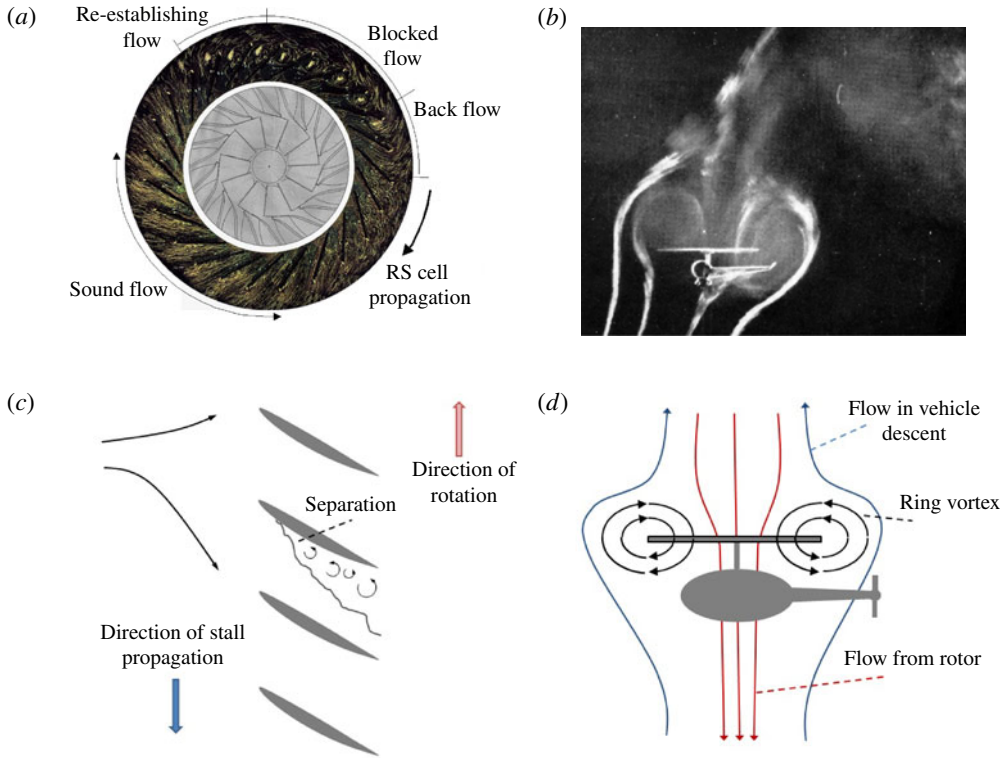 (a)
Re-establishing
flow
Blocked
flow
Back flow
RS cell
propagation
Sound flow
(b)
(c)
Separation
Direction of
rotation
Direction of stall
propagation
(d)
Flow in vehicle
descent
Ring vortex
Flow from rotor